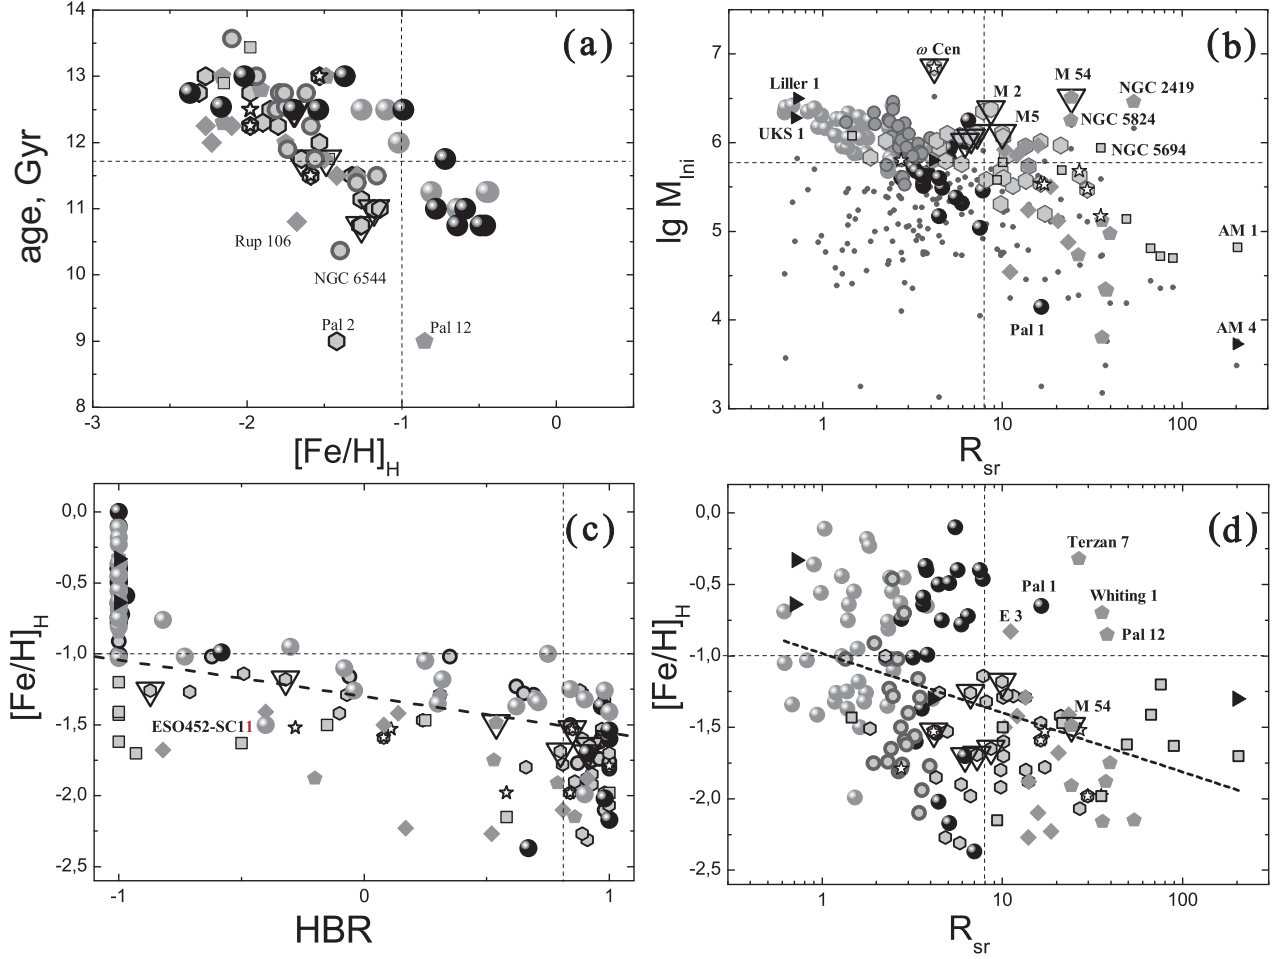 (a)
14
13
12
11
10
9
8
age, Gyr
Rup 106
NGC 6544
Pal 2
Pal 12
-3
-2
-1
0
[Fe/H]H
(b)
7
6
5
4
3
lg MIni
ω Cen
M 54
NGC 2419
Liller 1
M 2
M5
NGC 5824
UKS 1
NGC 5694
AM 1
Pal 1
AM 4
1
10
100
Rsr
(c)
0,0
-0,5
-1,0
-1,5
-2,0
-2,5
[Fe/H]H
ESO452-SC11
-1
0
1
HBR
(d)
0,0
-0,5
-1,0
-1,5
-2,0
-2,5
[Fe/H]H
Terzan 7
Pal 1
Whiting 1
E 3
Pal 12
M 54
1
10
100
Rsr